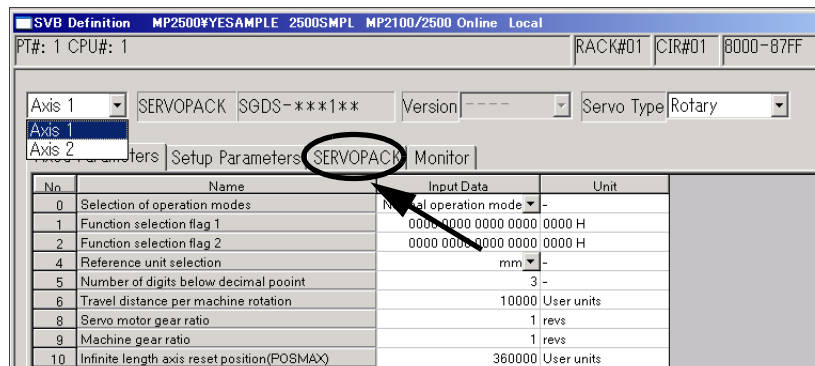 SVB Definition MP2500¥YESAMPLE 2500SMPL MP2100/2500 Online Local
PT#: 1 CPU#: 1 RACK#01 CIR#01 8000-87FF
Axis 1 SERVOPACK SGDS-***1** Version ---- Servo Type Rotary
Axis 1
Axis 2
Parameters Setup Parameters SERVOPACK Monitor
No Name Input Data Unit
0 Selection of operation modes Normal operation mode -
1 Function selection flag 1 0000 0000 0000 0000 0000 H
2 Function selection flag 2 0000 0000 0000 0000 0000 H
4 Reference unit selection mm -
5 Number of digits below decimal pooint 3 -
6 Travel distance per machine rotation 10000 User units
8 Servo motor gear ratio 1 revs
9 Machine gear ratio 1 revs
10 Infinite length axis reset position(POSMAX) 360000 User units